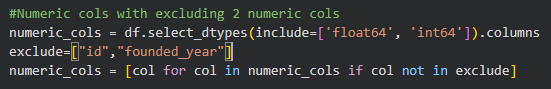 #Numeric cols with excluding 2 numeric cols
numeric_cols = df.select_dtypes(include=['float64', 'int64']).columns
exclude=["id","founded_year"]
numeric_cols = [col for col in numeric_cols if col not in exclude]